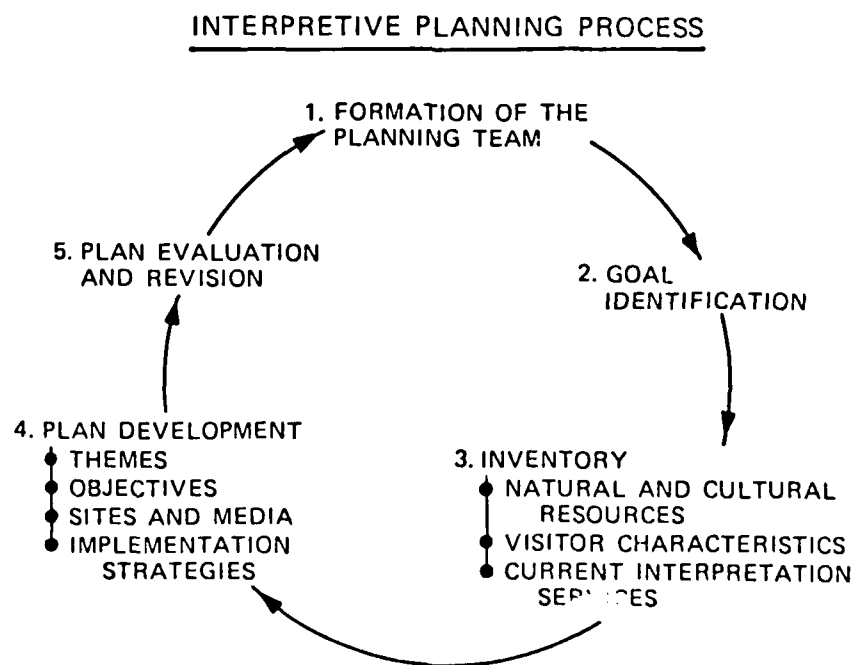 INTERPRETIVE PLANNING PROCESS
1. FORMATION OF THE
PLANNING TEAM
2. GOAL
IDENTIFICATION
3. INVENTORY
NATURAL AND CULTURAL
RESOURCES
VISITOR CHARACTERISTICS
CURRENT INTERPRETATION
4. PLAN DEVELOPMENT
THEMES
OBJECTIVES
SITES AND MEDIA
IMPLEMENTATION
STRATEGIES
5. PLAN EVALUATION
AND REVISION